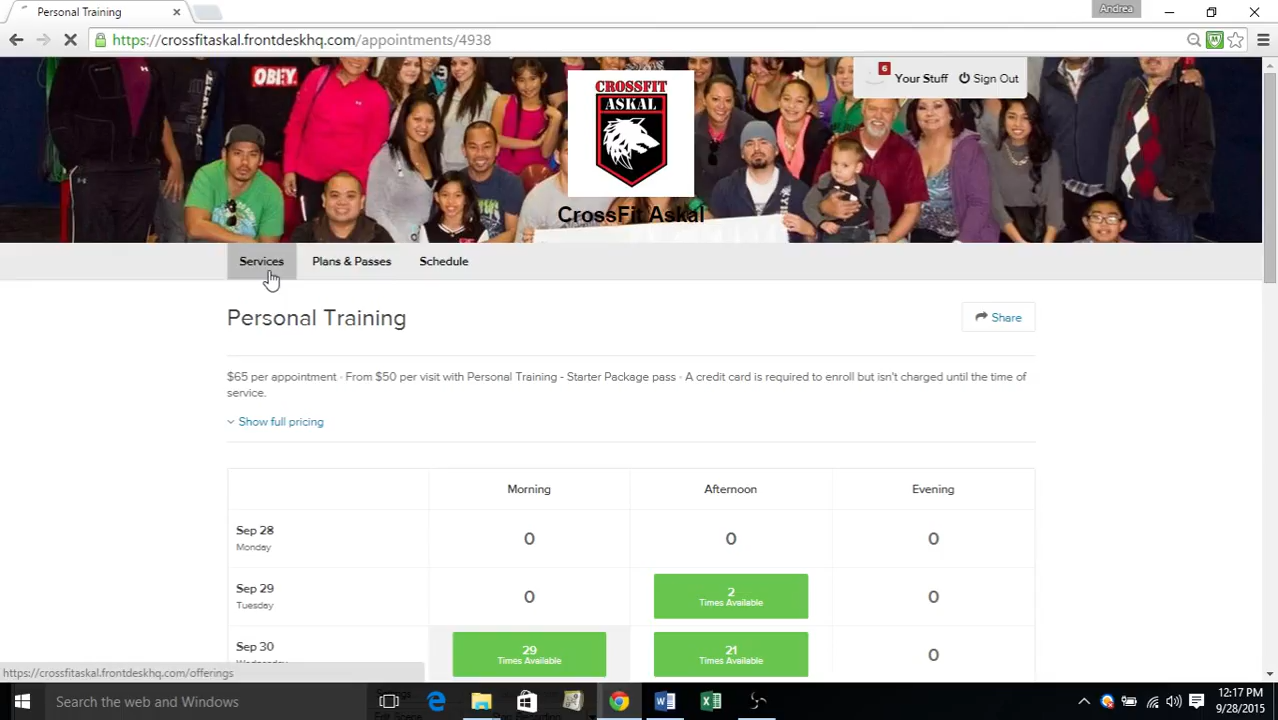 Personal Training
Andrea
https://crossfitaskal.frontdeskhq.com/appointments/4938
OBEY.
CROSSFIT
ASKAL
6
Your Stuff
Sign Out
CrossFit Askal
Services
Plans & Passes
Schedule
Personal Training
Share
$65 per appointment · From $50 per visit with Personal Training - Starter Package pass · A credit card is required to enroll but isn't charged until the time of
service.
Show full pricing
Morning
Afternoon
Evening
Sep 28
Monday
0
0
0
Sep 29
Tuesday
0
2
Times Available
0
Sep 30
Wednesday
29
Times Available
21
Times Available
0
https://crossfitaskal.frontdeskhq.com/offerings
Search the web and Windows
12:17 PM
9/28/2015